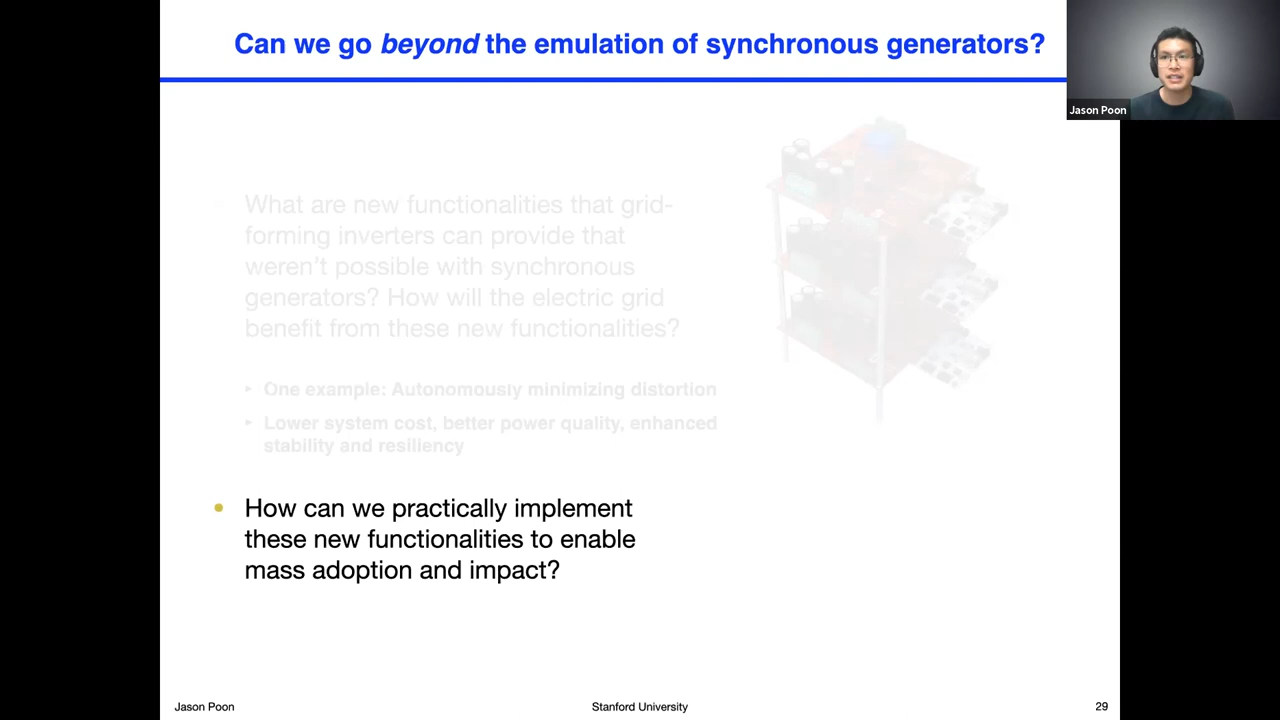 Can we go beyond the emulation of synchronous generators?
Jason Poon
What are new functionalities that grid-
forming inverters can provide that
weren't possible with synchronous
generators? How will the electric grid
benefit from these new functionalities?
‣ One example: Autonomously minimizing distortion
‣ Lower system cost, better power quality, enhanced
stability and resiliency
• How can we practically implement
these new functionalities to enable
mass adoption and impact?
Jason Poon
Stanford University
29